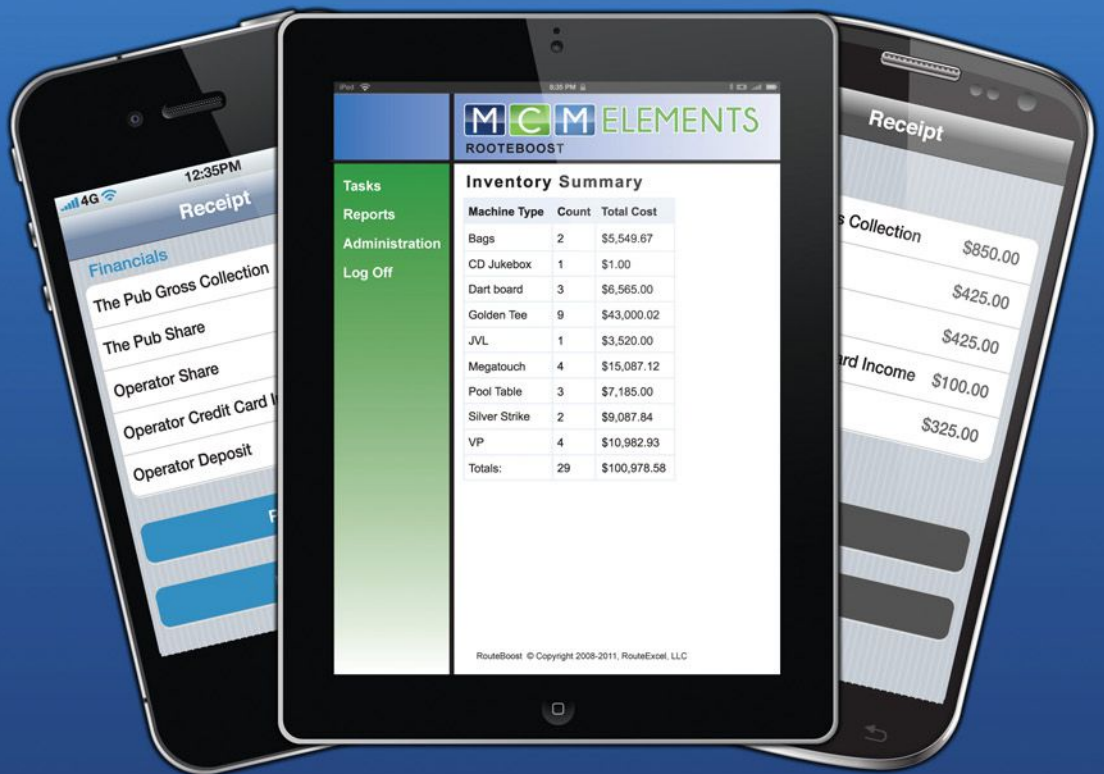 4G
12:35PM
Receipt
Financials
The Pub Gross Collection
The Pub Share
Operator Share
Operator Credit Card
Operator Deposit
iPod
8:35 PM
MCM ELEMENTS
ROOTEBOOST
Tasks
Reports
Administration
Log Off
Inventory Summary
Machine Type Count Total Cost
Bags 2 $5,549.67
CD Jukebox 1 $1.00
Dart board 3 $6,565.00
Golden Tee 9 $43,000.02
JVL 1 $3,520.00
Megatouch 4 $15,087.12
Pool Table 3 $7,185.00
Silver Strike 2 $9,087.84
VP 4 $10,982.93
Totals: 29 $100,978.58
RouteBoost © Copyright 2008-2011, RouteExcel, LLC
Receipt
Collection $850.00
$425.00
$425.00
Income $100.00
$325.00